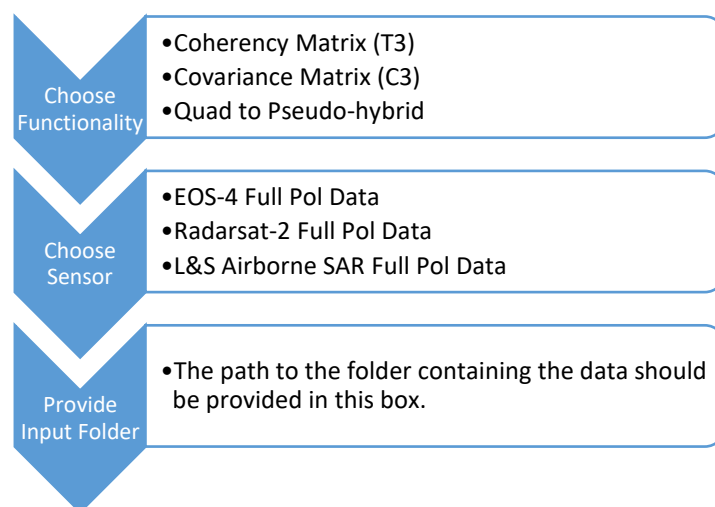 Choose
Functionality
•Coherency Matrix (T3)
•Covariance Matrix (C3)
•Quad to Pseudo-hybrid
Choose
Sensor
•EOS-4 Full Pol Data
•Radarsat-2 Full Pol Data
•L&S Airborne SAR Full Pol Data
Provide
Input Folder
•The path to the folder containing the data should
be provided in this box.